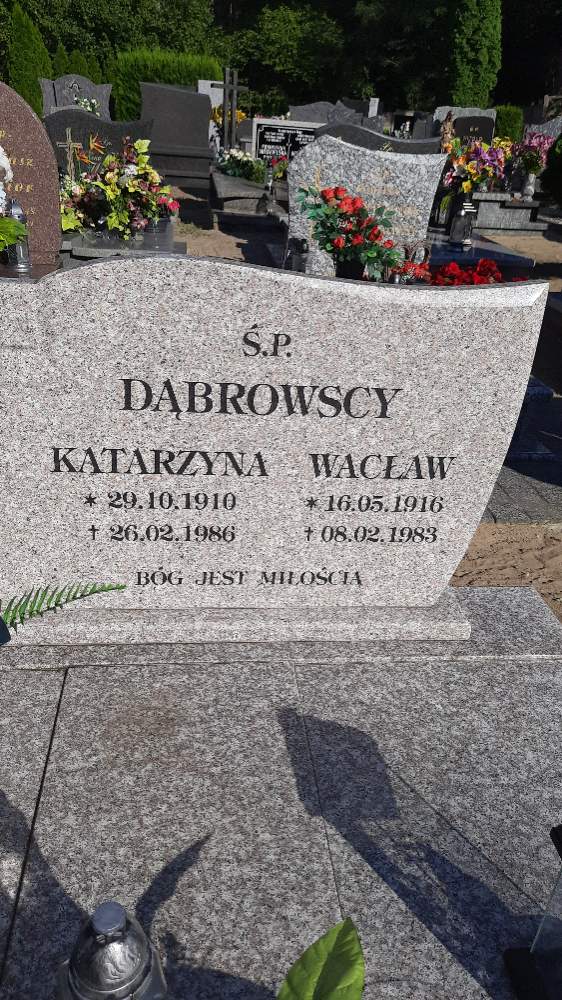 Ś.P.
DĄBROWSCY
KATARZYNA WACŁAW
* 29.10.1910 * 16.05.1916
† 26.02.1986 † 08.02.1983
BÓG JEST MIŁOŚCIĄ